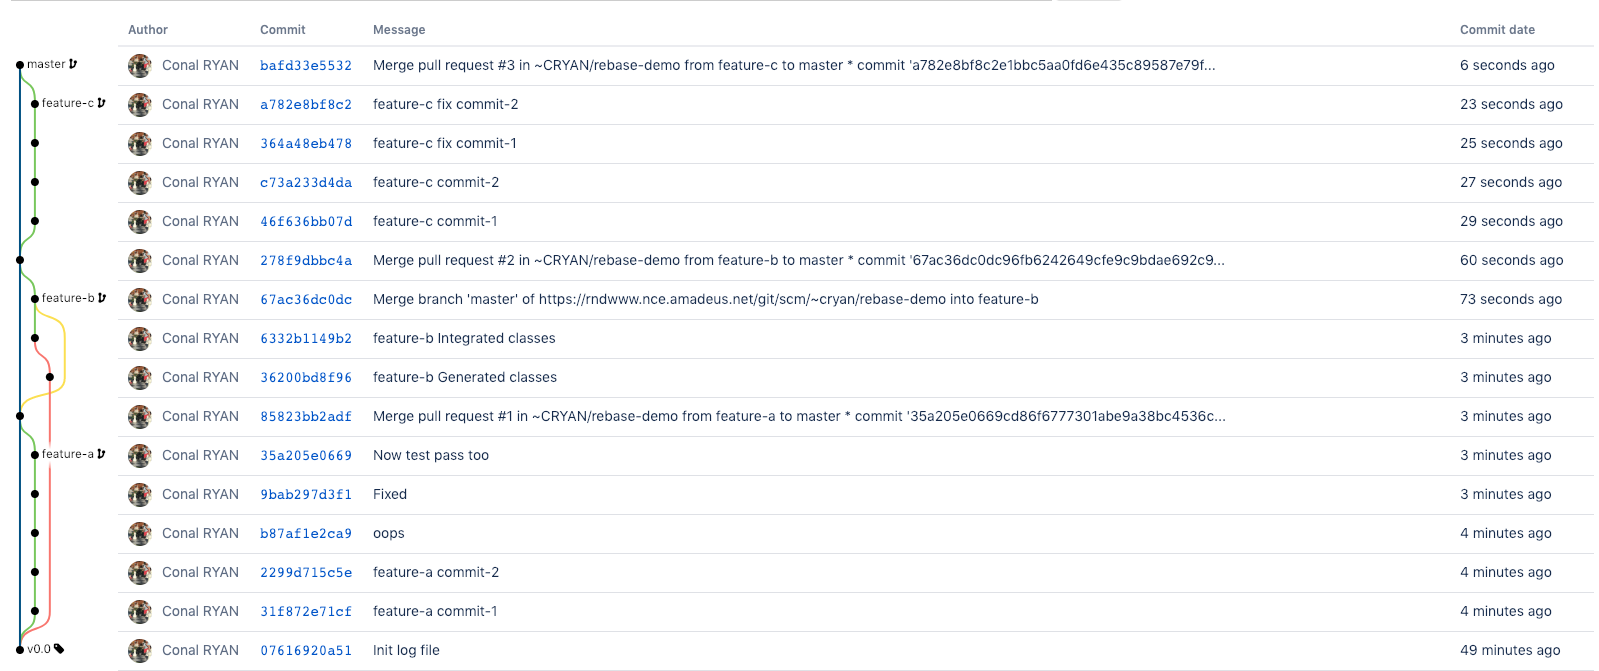 Author Commit Message Commit date
master Conal RYAN bafd33e5532 Merge pull request #3 in ~CRYAN/rebase-demo from feature-c to master * commit 'a782e8bf8c2e1bbc5aa0fd6e435c89587e79f... 6 seconds ago
feature-c Conal RYAN a782e8bf8c2 feature-c fix commit-2 23 seconds ago
Conal RYAN 364a48eb478 feature-c fix commit-1 25 seconds ago
Conal RYAN c73a233d4da feature-c commit-2 27 seconds ago
Conal RYAN 46f636bb07d feature-c commit-1 29 seconds ago
Conal RYAN 278f9dbbc4a Merge pull request #2 in ~CRYAN/rebase-demo from feature-b to master * commit '67ac36dc0dc96fb6242649cfe9c9bdae692c9... 60 seconds ago
feature-b Conal RYAN 67ac36dc0dc Merge branch 'master' of https://rndwww.nce.amadeus.net/git/scm/~cryan/rebase-demo into feature-b 73 seconds ago
Conal RYAN 6332b1149b2 feature-b Integrated classes 3 minutes ago
Conal RYAN 36200bd8f96 feature-b Generated classes 3 minutes ago
Conal RYAN 85823bb2adf Merge pull request #1 in ~CRYAN/rebase-demo from feature-a to master * commit '35a205e0669cd86f6777301abe9a38bc4536c... 3 minutes ago
feature-a Conal RYAN 35a205e0669 Now test pass too 3 minutes ago
Conal RYAN 9bab297d3f1 Fixed 3 minutes ago
Conal RYAN b87af1e2ca9 oops 4 minutes ago
Conal RYAN 2299d715c5e feature-a commit-2 4 minutes ago
Conal RYAN 31f872e71cf feature-a commit-1 4 minutes ago
v0.0 Conal RYAN 07616920a51 Init log file 49 minutes ago